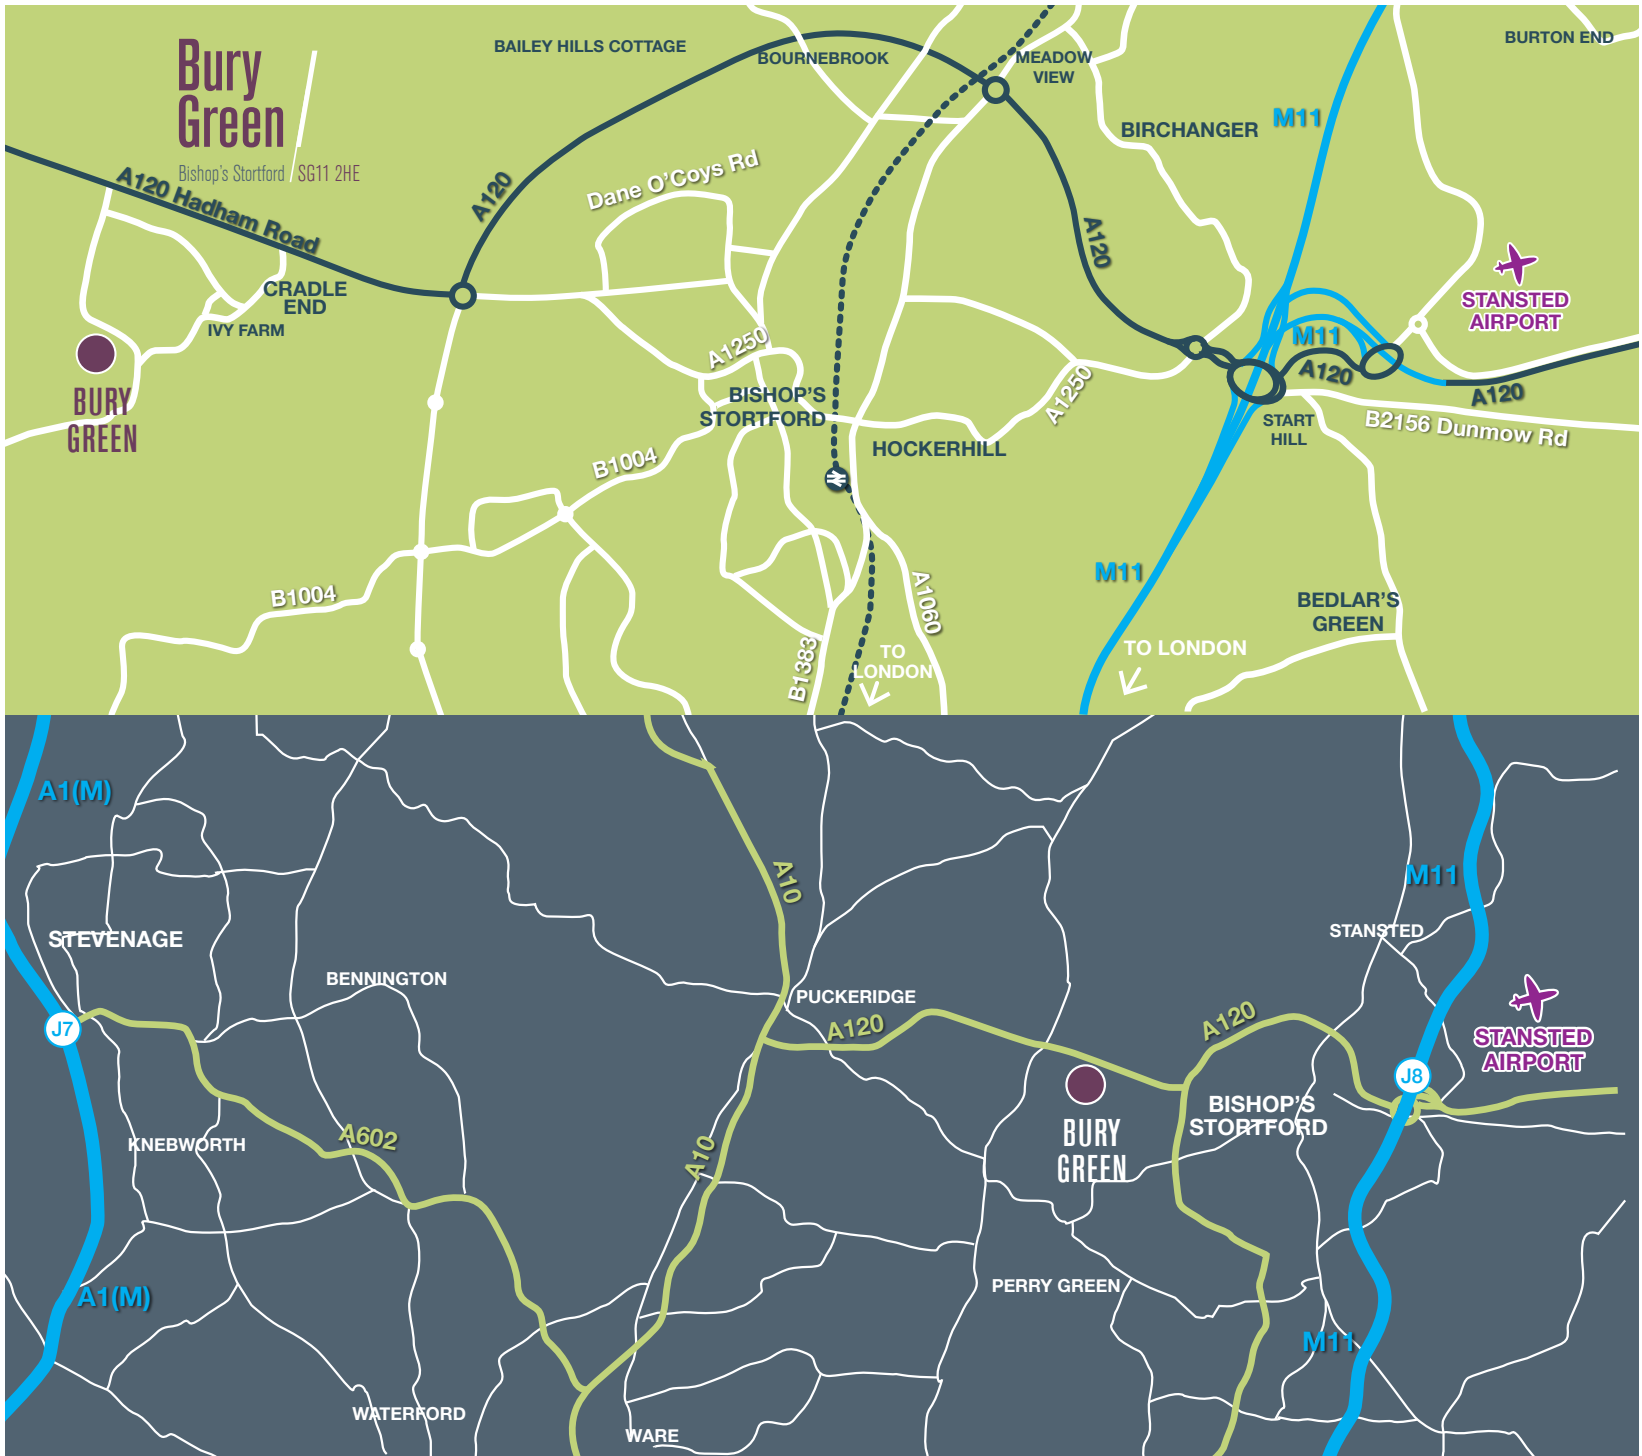 Bury
Green
Bishop's Stortford / SG11 2HE
BAILEY HILLS COTTAGE
BOURNEBROOK
MEADOW
VIEW
BURTON END
M11
BIRCHANGER
A120 Hadham Road
A120
Dane O'Coys Rd
A120
CRADLE
END
IVY FARM
STANSTED
AIRPORT
M11
A120
A120
A1250
BISHOP'S
STORTFORD
A1250
BURY
GREEN
START
HILL
B2156 Dunmow Rd
HOCKERHILL
B1004
B1004
M11
A1060
BEDLAR'S
GREEN
B1383
TO
LONDON
TO LONDON
A1(M)
A10
M11
STEVENAGE
STANSTED
BENNINGTON
PUCKERIDGE
A120
A120
J7
STANSTED
AIRPORT
J8
BURY
GREEN
BISHOP'S
STORTFORD
KNEBWORTH
A602
A10
PERRY GREEN
A1(M)
M11
WATERFORD
WARE